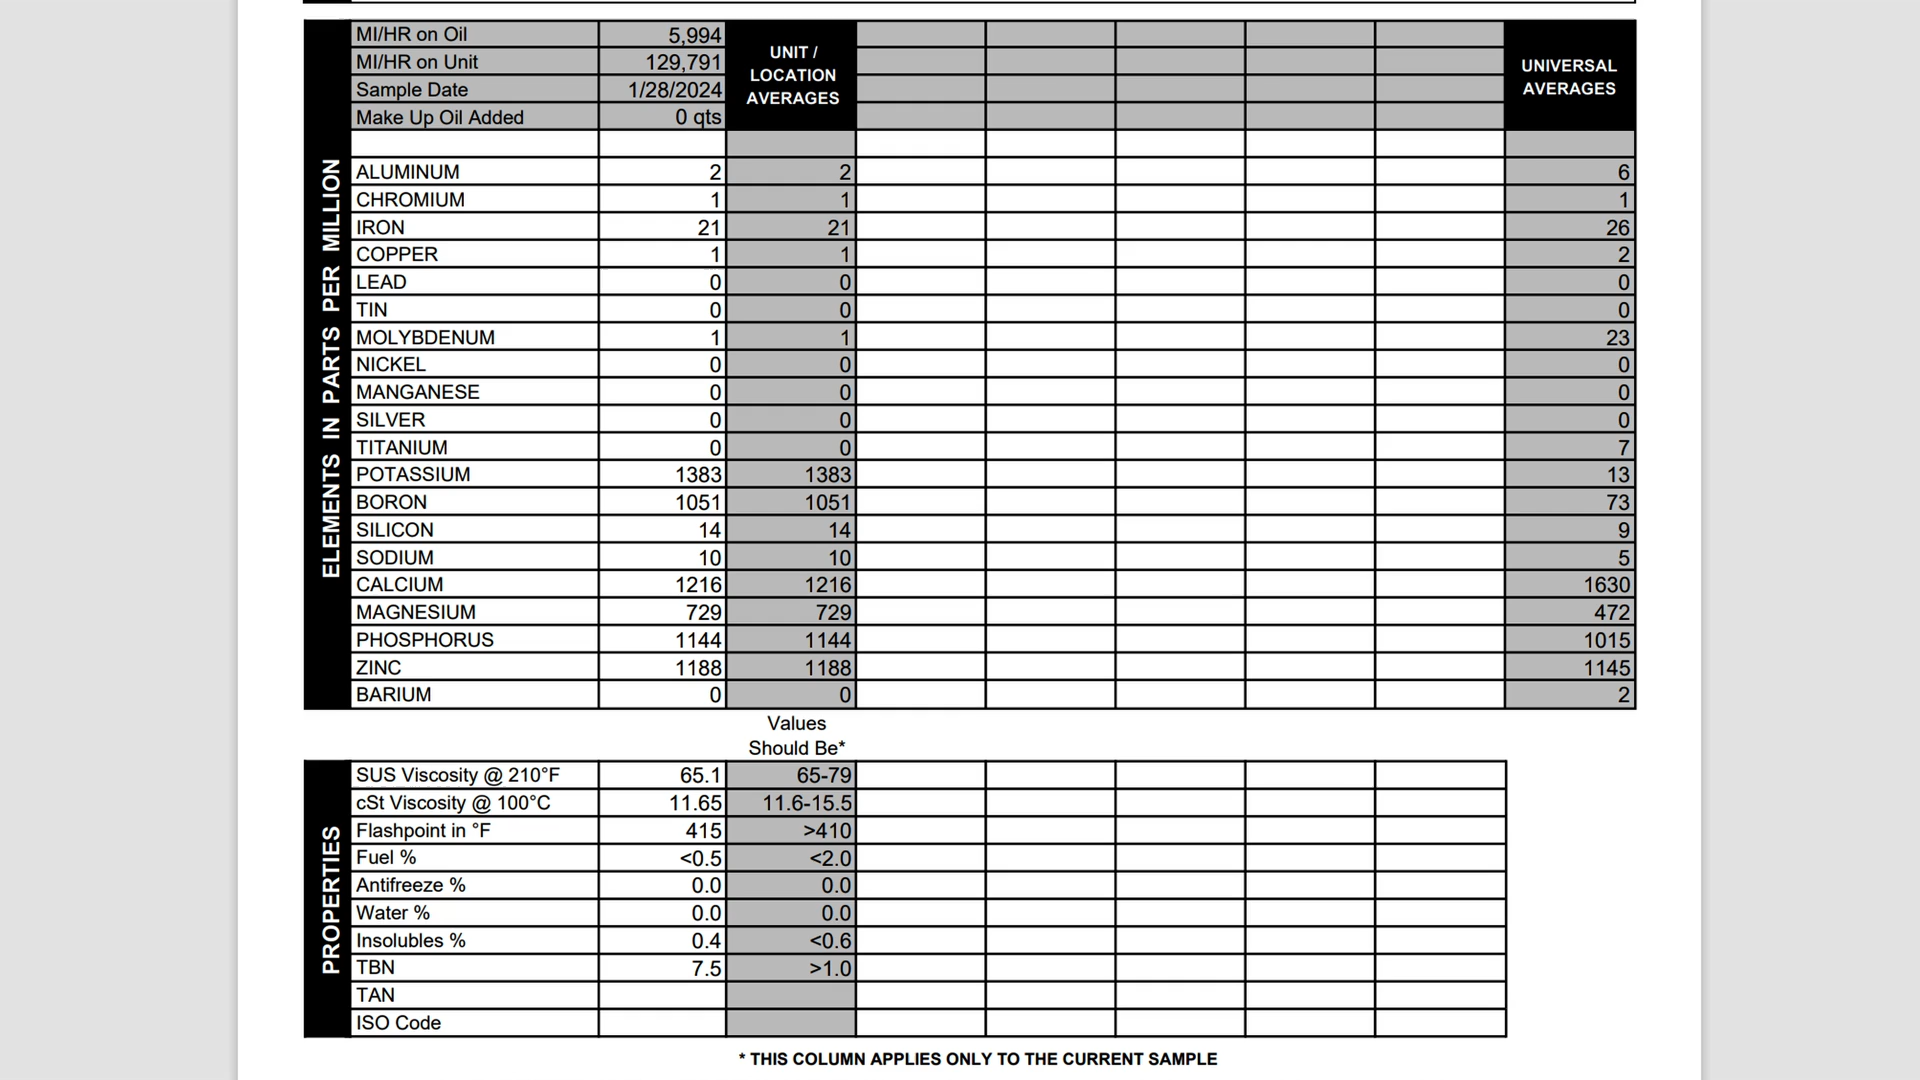 MI/HR on Oil 5,994
MI/HR on Unit 129,791
Sample Date 1/28/2024
Make Up Oil Added 0 qts
UNIT /
LOCATION
AVERAGES
UNIVERSAL
AVERAGES
ELEMENTS IN PARTS PER MILLION
ALUMINUM 2 2 6
CHROMIUM 1 1 1
IRON 21 21 26
COPPER 1 1 2
LEAD 0 0 0
TIN 0 0 0
MOLYBDENUM 1 1 23
NICKEL 0 0 0
MANGANESE 0 0 0
SILVER 0 0 0
TITANIUM 0 0 7
POTASSIUM 1383 1383 13
BORON 1051 1051 73
SILICON 14 14 9
SODIUM 10 10 5
CALCIUM 1216 1216 1630
MAGNESIUM 729 729 472
PHOSPHORUS 1144 1144 1015
ZINC 1188 1188 1145
BARIUM 0 0 2
Values
Should Be*
PROPERTIES
SUS Viscosity @ 210°F 65.1 65-79
cSt Viscosity @ 100°C 11.65 11.6-15.5
Flashpoint in °F 415 >410
Fuel % <0.5 <2.0
Antifreeze % 0.0 0.0
Water % 0.0 0.0
Insolubles % 0.4 <0.6
TBN 7.5 >1.0
TAN
ISO Code
* THIS COLUMN APPLIES ONLY TO THE CURRENT SAMPLE